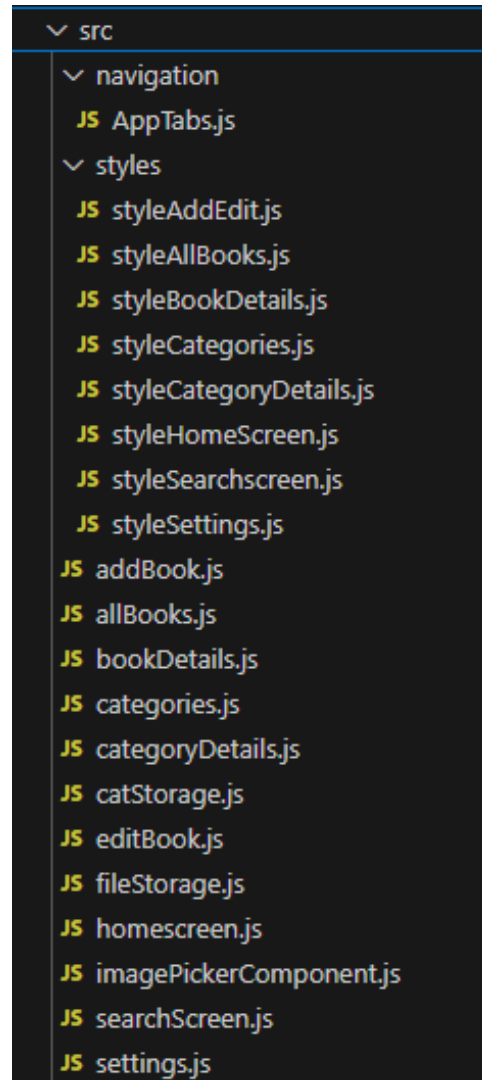 src
navigation
JS AppTabs.js
styles
JS styleAddEdit.js
JS styleAllBooks.js
JS styleBookDetails.js
JS styleCategories.js
JS styleCategoryDetails.js
JS styleHomeScreen.js
JS styleSearchscreen.js
JS styleSettings.js
JS addBook.js
JS allBooks.js
JS bookDetails.js
JS categories.js
JS categoryDetails.js
JS catStorage.js
JS editBook.js
JS fileStorage.js
JS homescreen.js
JS imagePickerComponent.js
JS searchScreen.js
JS settings.js